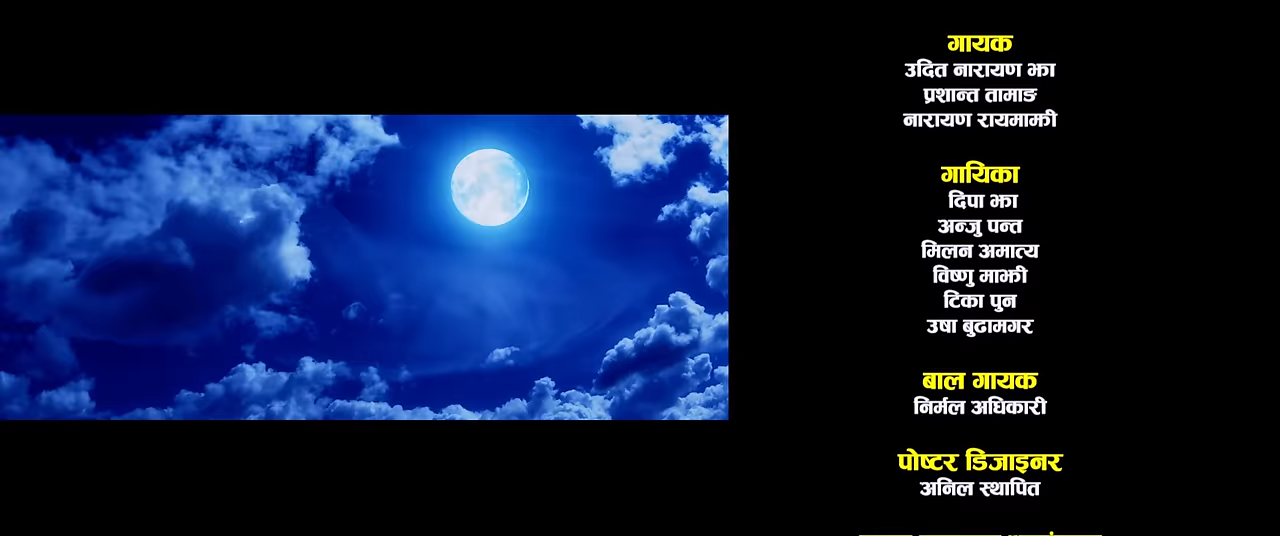 गायक
उदित नारायण झा
प्रशान्त तामाङ
नारायण रायमाझी
गायिका
दिपा झा
अन्जु पन्त
मिलन अमात्य
विष्णु माझी
टिका पुन
उषा बुढामगर
बाल गायक
निर्मल अधिकारी
पोष्टर डिजाइनर
अनिल स्थापित